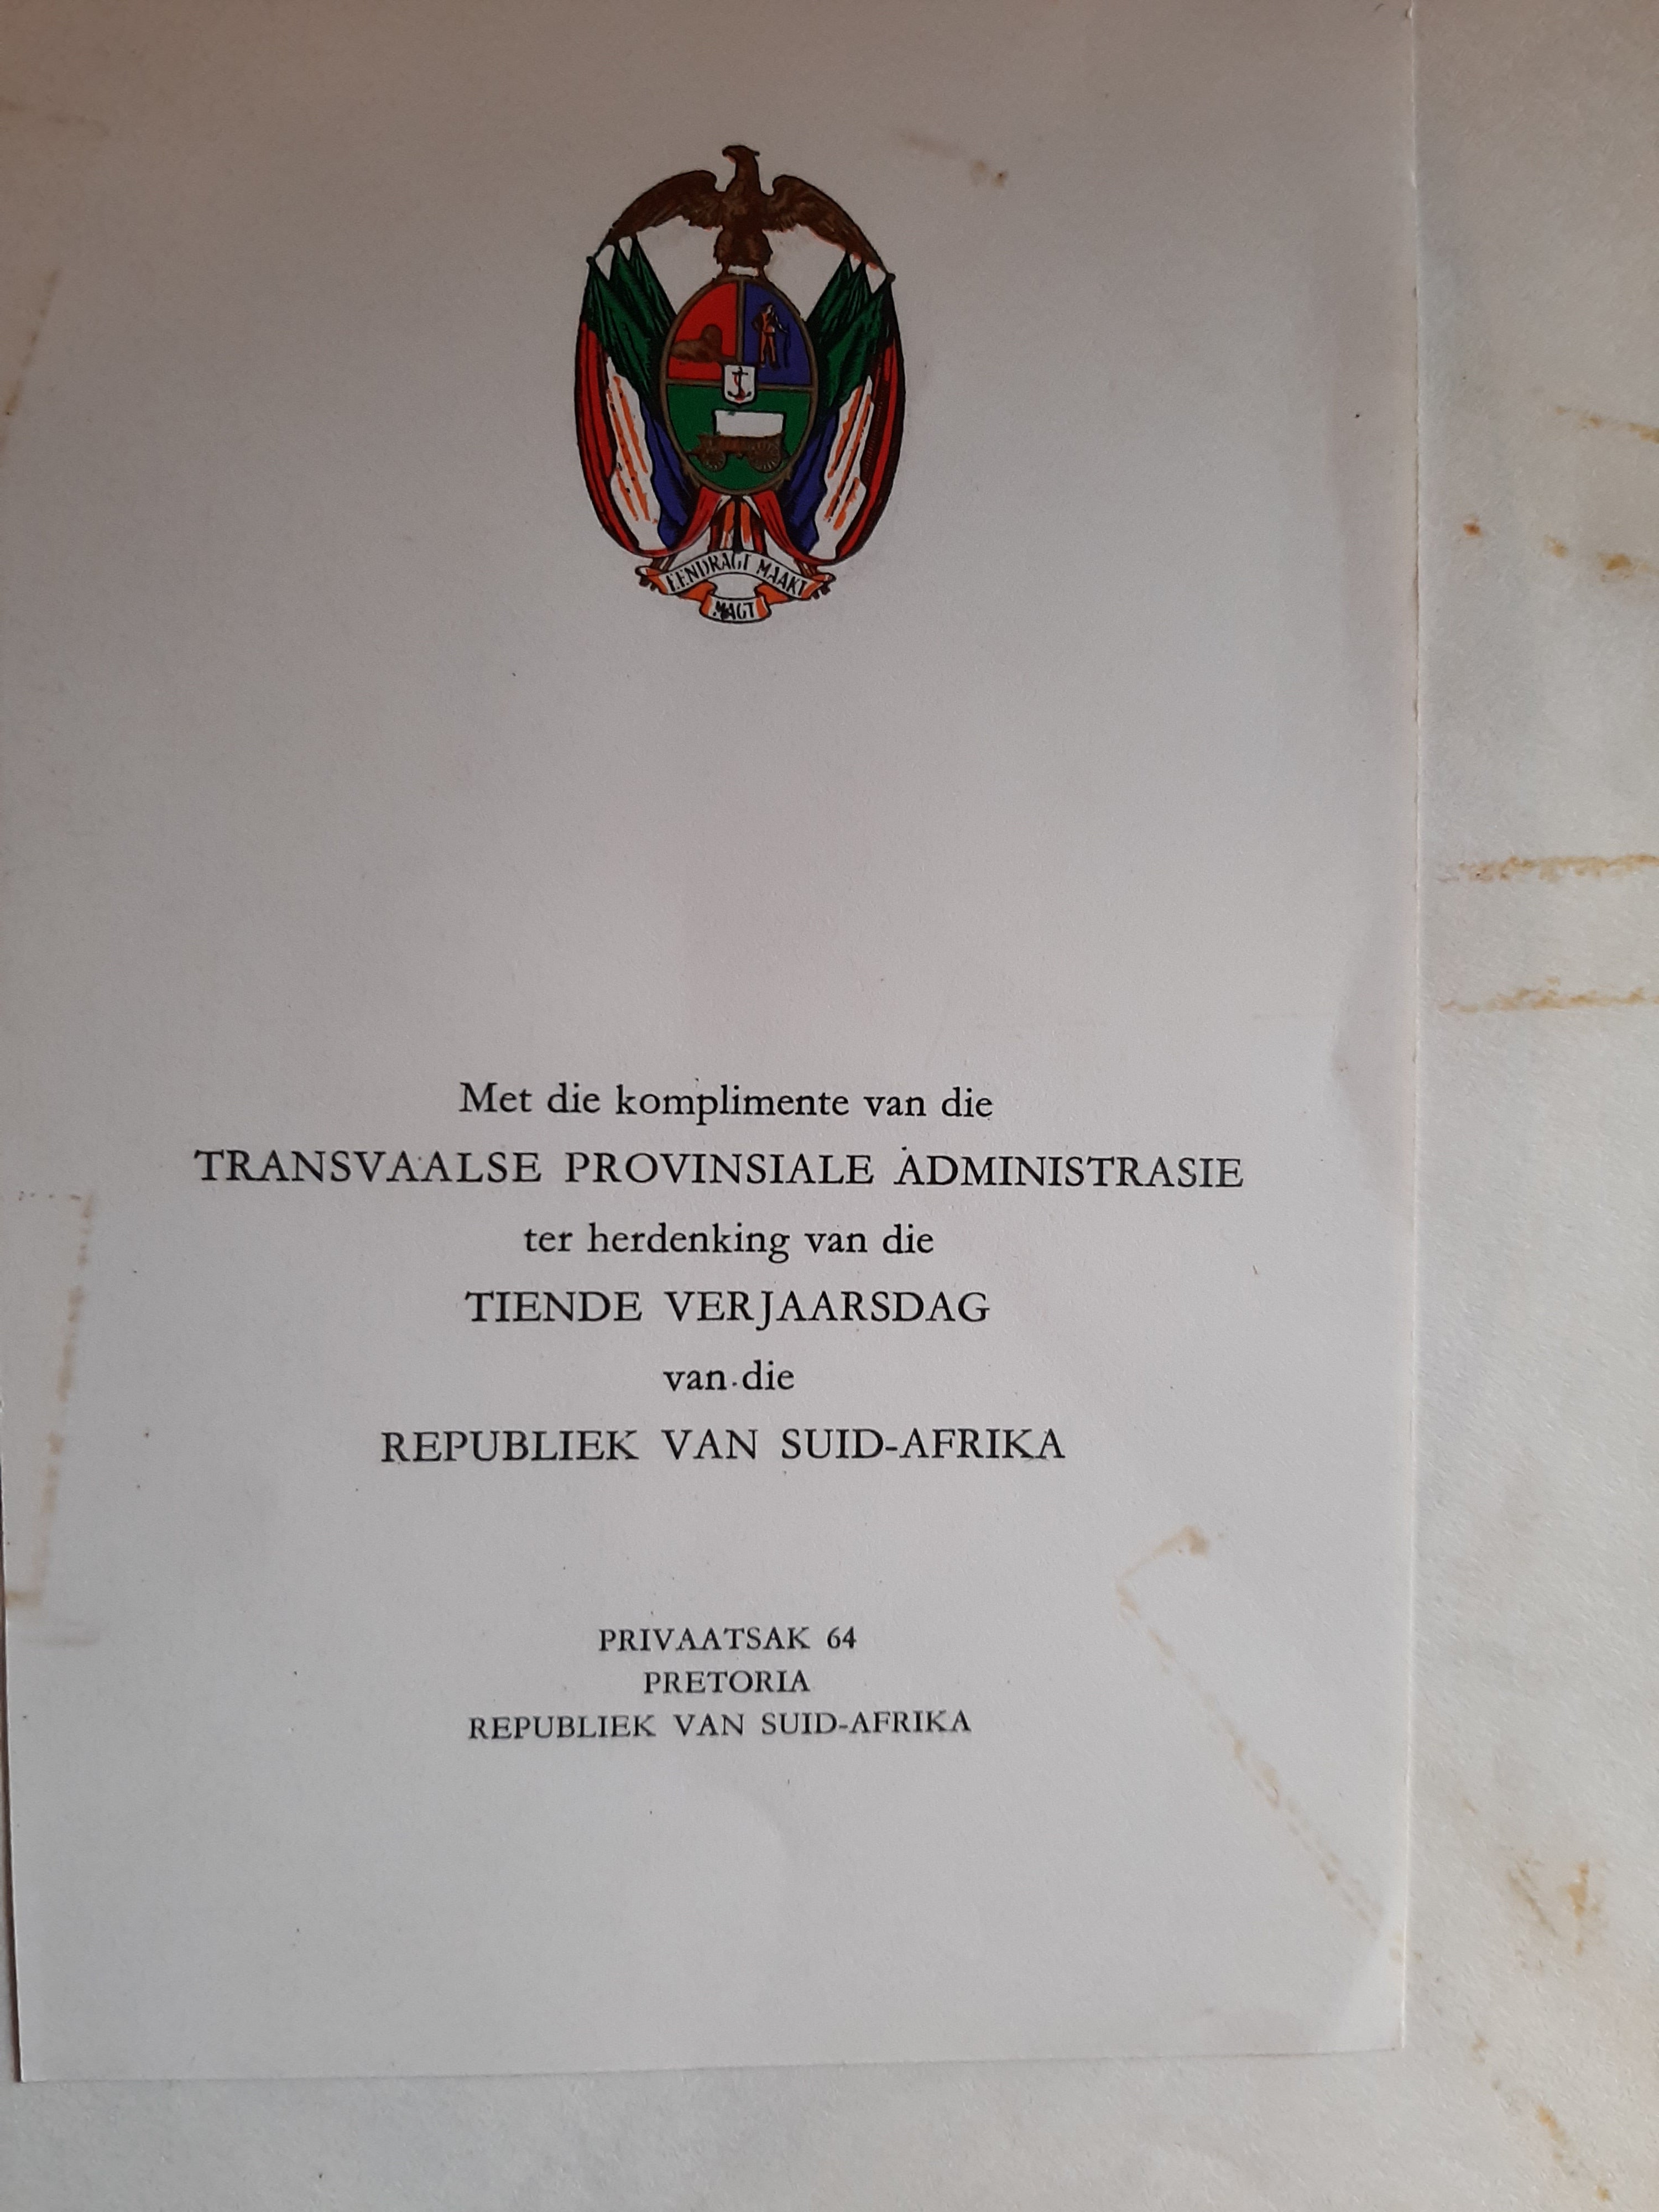 EENDRAGT MAAKT
MAGT
Met die komplimente van die
TRANSVAALSE PROVINSIALE ADMINISTRASIE
ter herdenking van die
TIENDE VERJAARSDAG
van die
REPUBLIEK VAN SUID-AFRIKA
PRIVAATSAK 64
PRETORIA
REPUBLIEK VAN SUID-AFRIKA